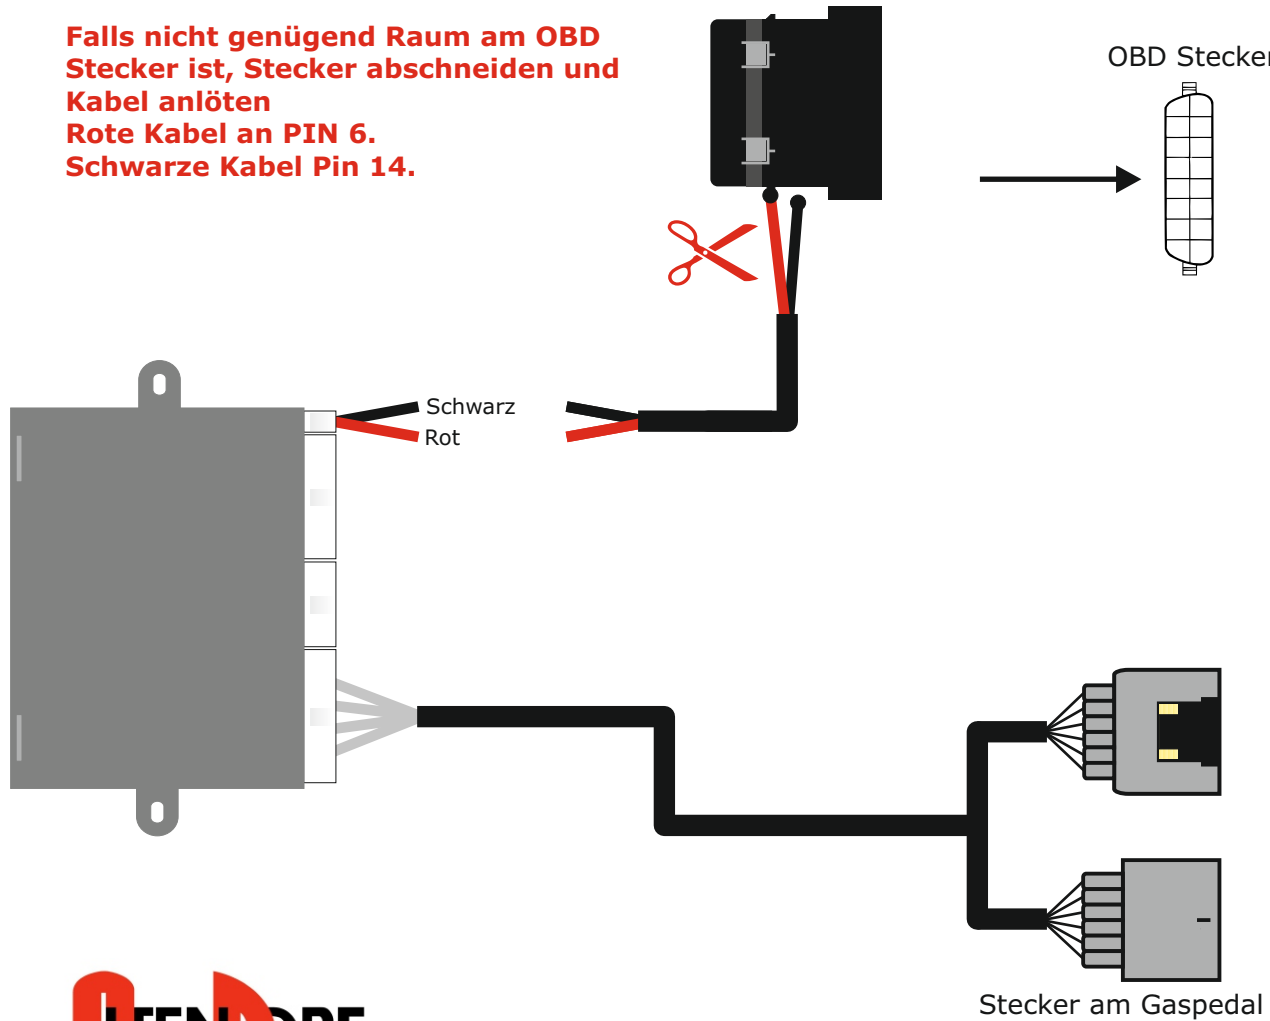 Falls nicht genügend Raum am OBD
Stecker ist, Stecker abschneiden und
Kabel anlöten
Rote Kabel an PIN 6.
Schwarze Kabel Pin 14.
OBD Stecker
Schwarz
Rot
Stecker am Gaspedal